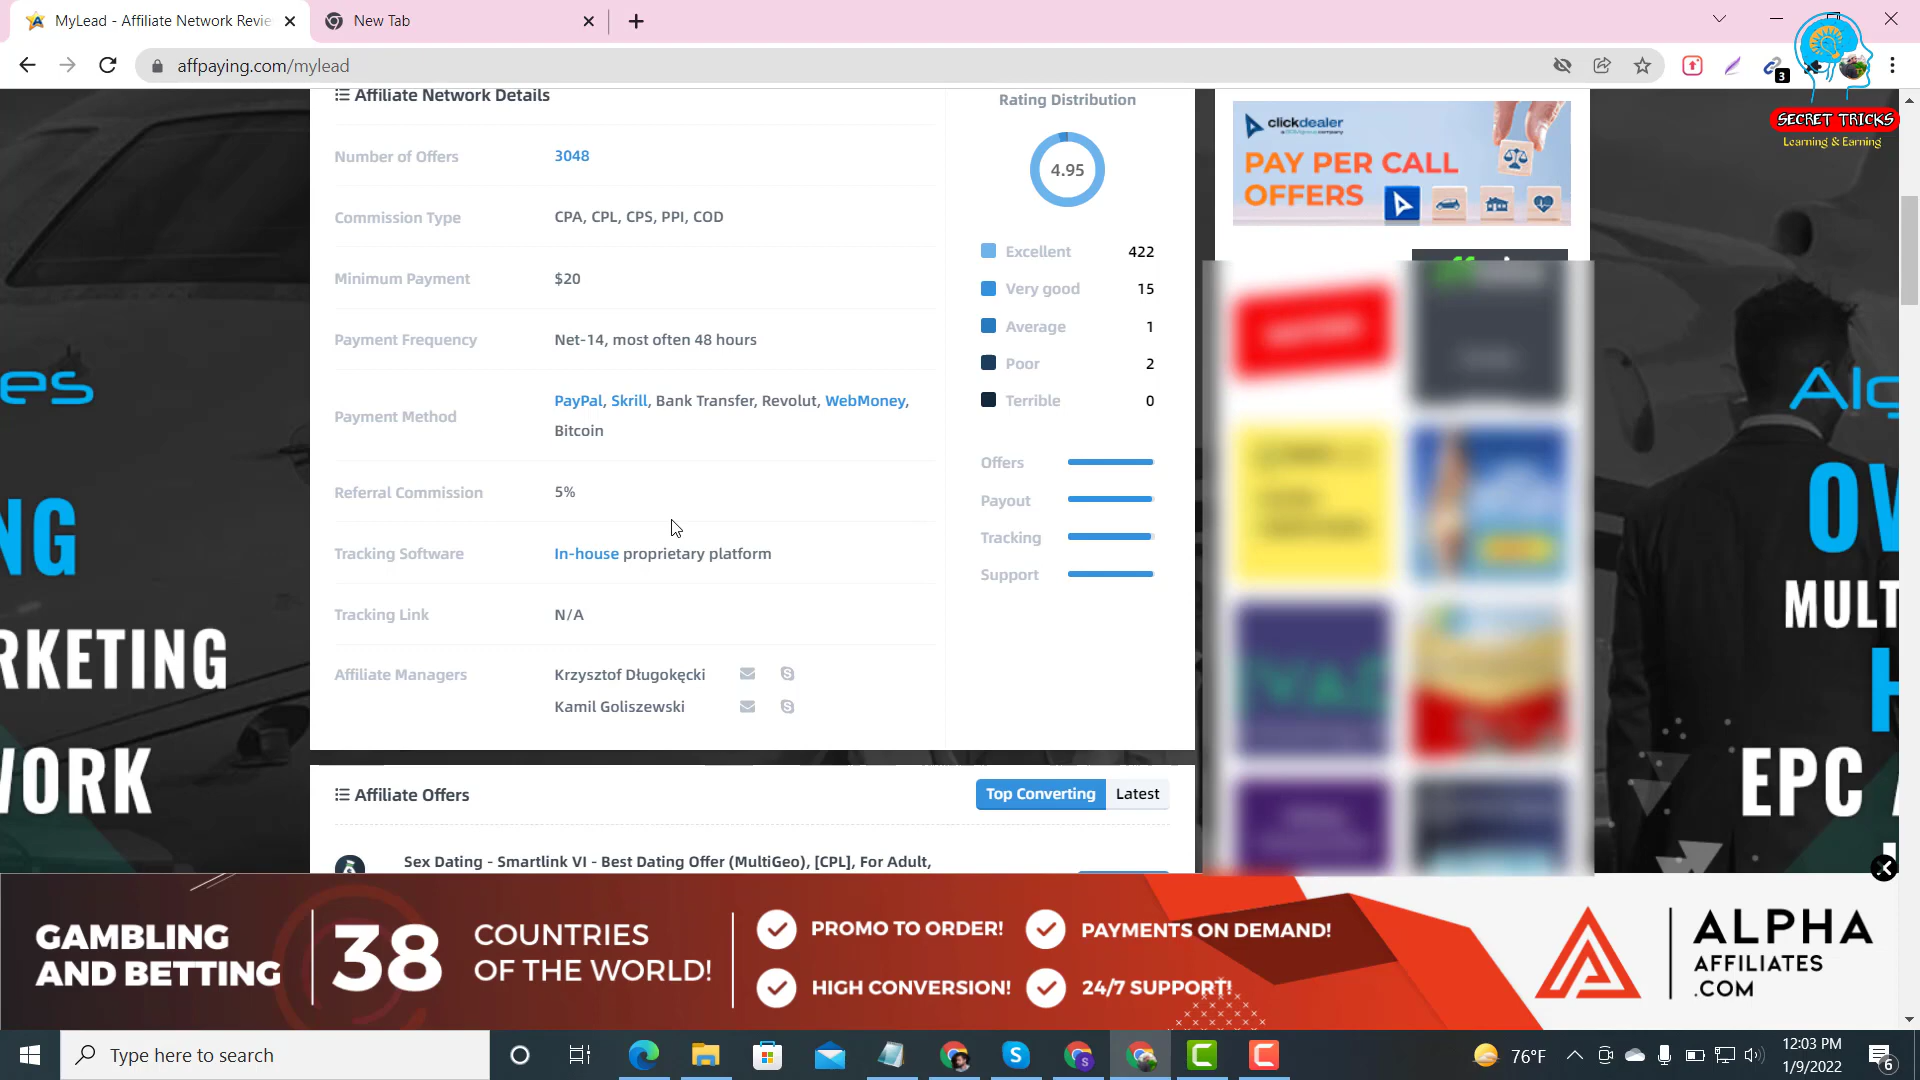 MyLead - Affiliate Network Revie
New Tab
affpaying.com/mylead
3
SECRET TRICKS
Learning & Earning
Affiliate Network Details
Number of Offers 3048
Commission Type CPA, CPL, CPS, PPI, COD
Minimum Payment $20
Payment Frequency Net-14, most often 48 hours
Payment Method PayPal, Skrill, Bank Transfer, Revolut, WebMoney,
Bitcoin
Referral Commission 5%
Tracking Software In-house proprietary platform
Tracking Link N/A
Affiliate Managers Krzysztof Długokęcki
Kamil Goliszewski
Rating Distribution
4.95
Excellent 422
Very good 15
Average 1
Poor 2
Terrible 0
Offers
Payout
Tracking
Support
clickdealer
PAY PER CALL
OFFERS
es
NG
RKETING
WORK
Alg
OV
MULT
H
EPC A
Affiliate Offers
Top Converting Latest
Sex Dating - Smartlink VI - Best Dating Offer (MultiGeo), [CPL], For Adult,
GAMBLING
AND BETTING
38
COUNTRIES
OF THE WORLD!
PROMO TO ORDER!
PAYMENTS ON DEMAND!
HIGH CONVERSION!
24/7 SUPPORT!
ALPHA
AFFILIATES
.COM
Type here to search
76°F
12:03 PM
1/9/2022
6